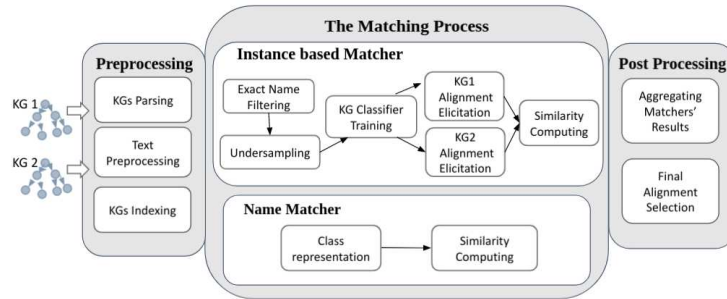 The Matching Process
Preprocessing
KG 1
KG 2
KGs Parsing
Text
Preprocessing
KGs Indexing
Instance based Matcher
Exact Name
Filtering
Undersampling
KG Classifier
Training
KG1
Alignment
Elicitation
KG2
Alignment
Elicitation
Similarity
Computing
Name Matcher
Class
representation
Similarity
Computing
Post Processing
Aggregating
Matchers'
Results
Final
Alignment
Selection